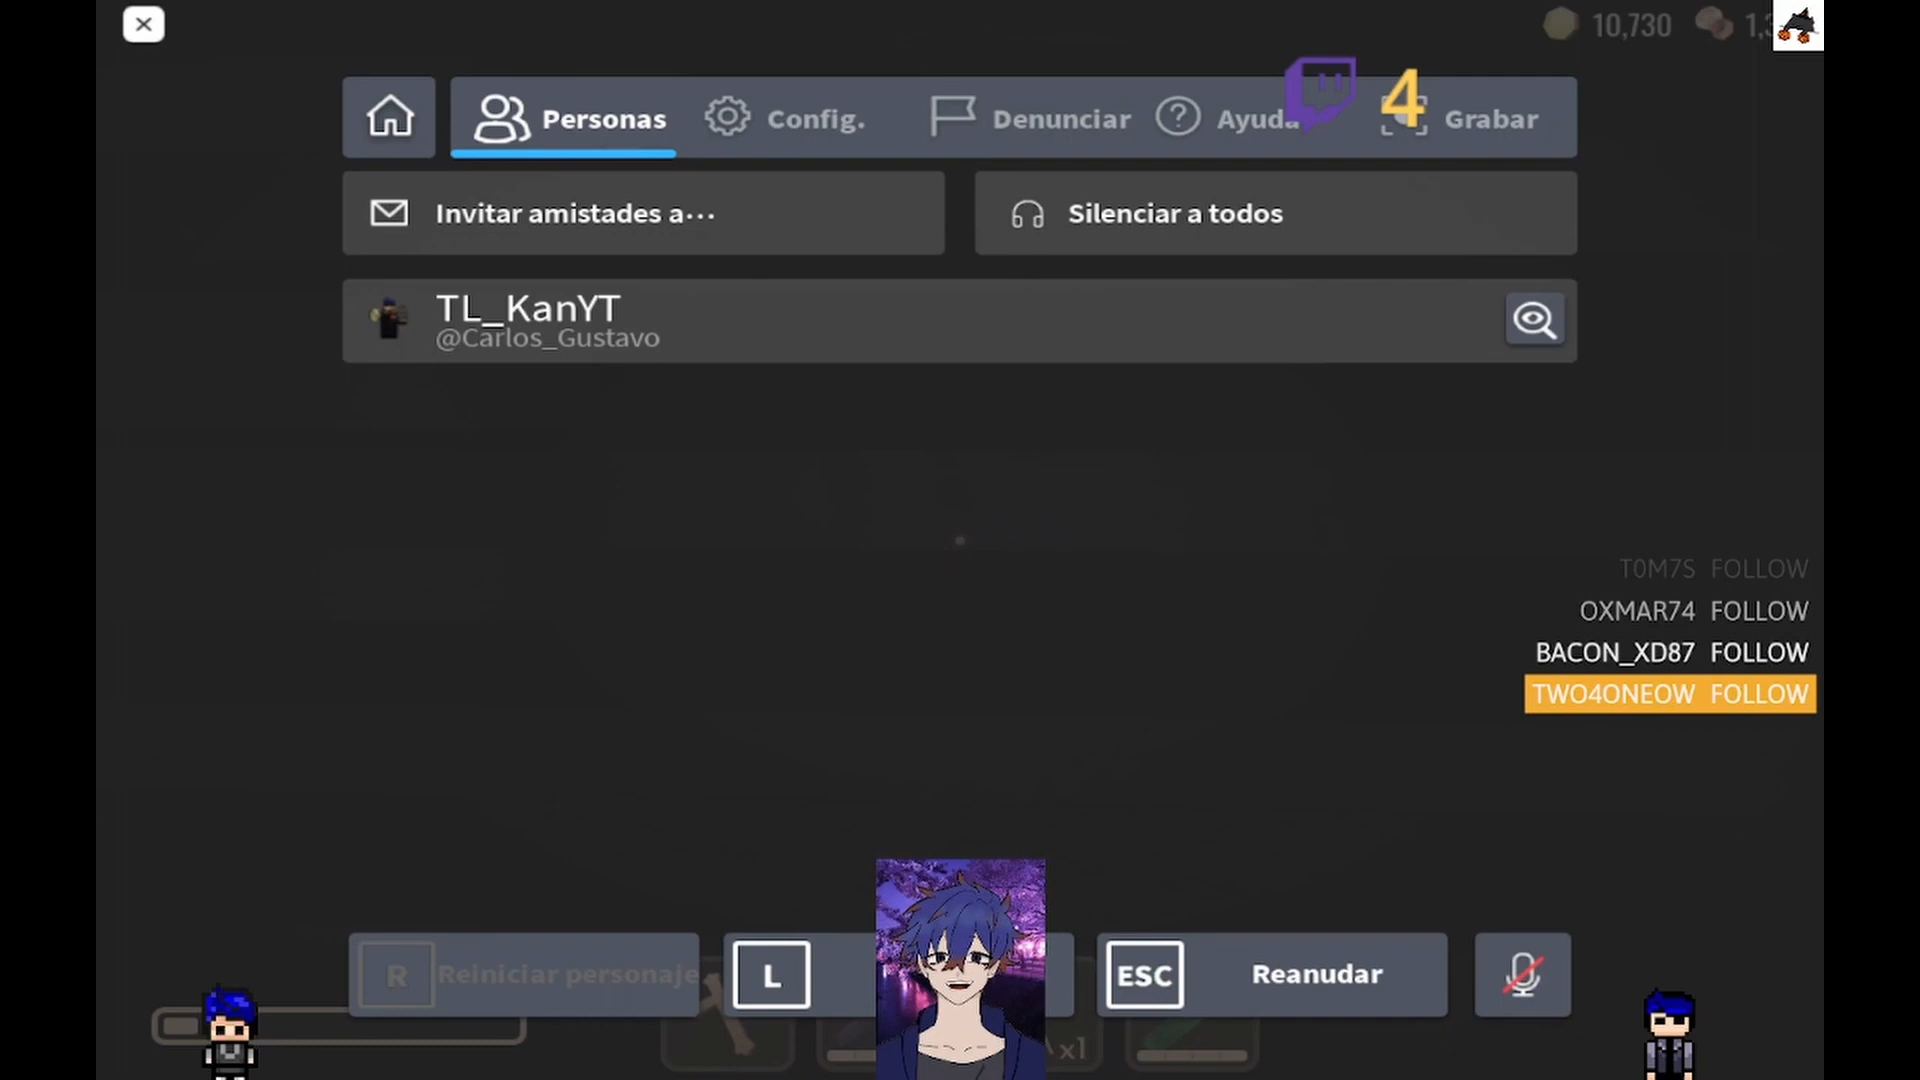 10,730
Personas
Config.
Denunciar
Ayuda
4
Grabar
Invitar amistades a···
Silenciar a todos
TL_KanYT
@Carlos_Gustavo
T0M7S FOLLOW
OXMAR74 FOLLOW
BACON_XD87 FOLLOW
TWO4ONEOW FOLLOW
R Reiniciar personaje
L
ESC Reanudar
x1